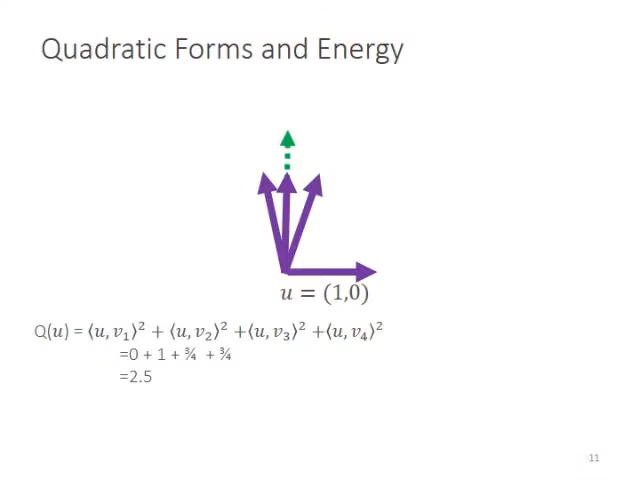 Quadratic Forms and Energy
u = (1,0)
Q(u) = ⟨u, v₁⟩² + ⟨u, v₂⟩² +⟨u, v₃⟩² +⟨u, v₄⟩²
=0 + 1 + ¾ + ¾
=2.5
11